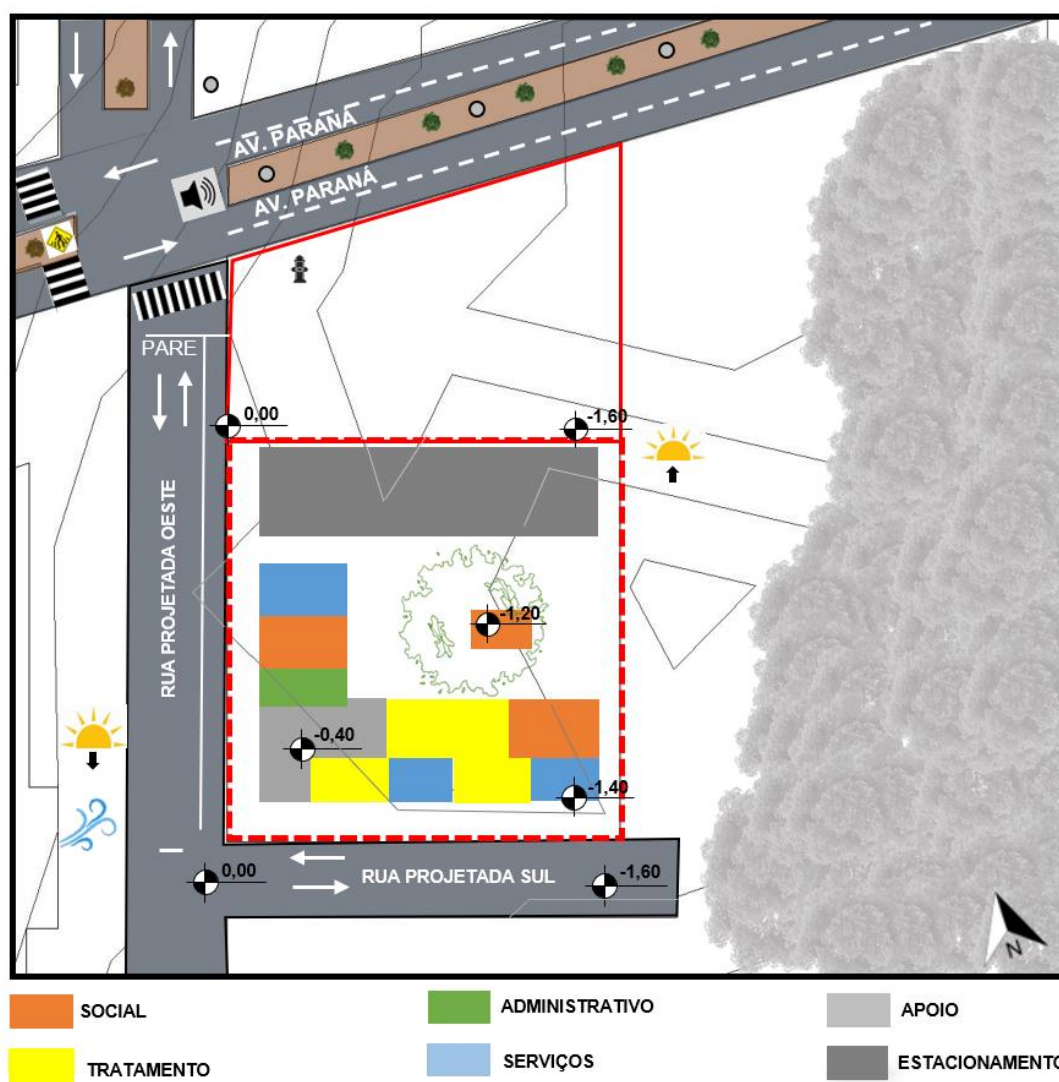 AV. PARANÁ
AV. PARANÁ
PARE
0,00
-1,60
RUA PROJETADA OESTE
-1,20
-0,40
-1,40
0,00
RUA PROJETADA SUL
-1,60
N
SOCIAL
ADMINISTRATIVO
APOIO
TRATAMENTO
SERVIÇOS
ESTACIONAMENTO